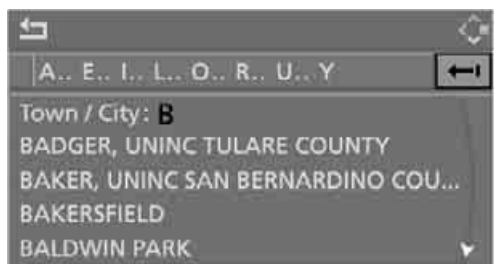 A.. E.. I.. L.. O.. R.. U.. Y
Town / City: B
BADGER, UNINC TULARE COUNTY
BAKER, UNINC SAN BERNARDINO COU...
BAKERSFIELD
BALDWIN PARK